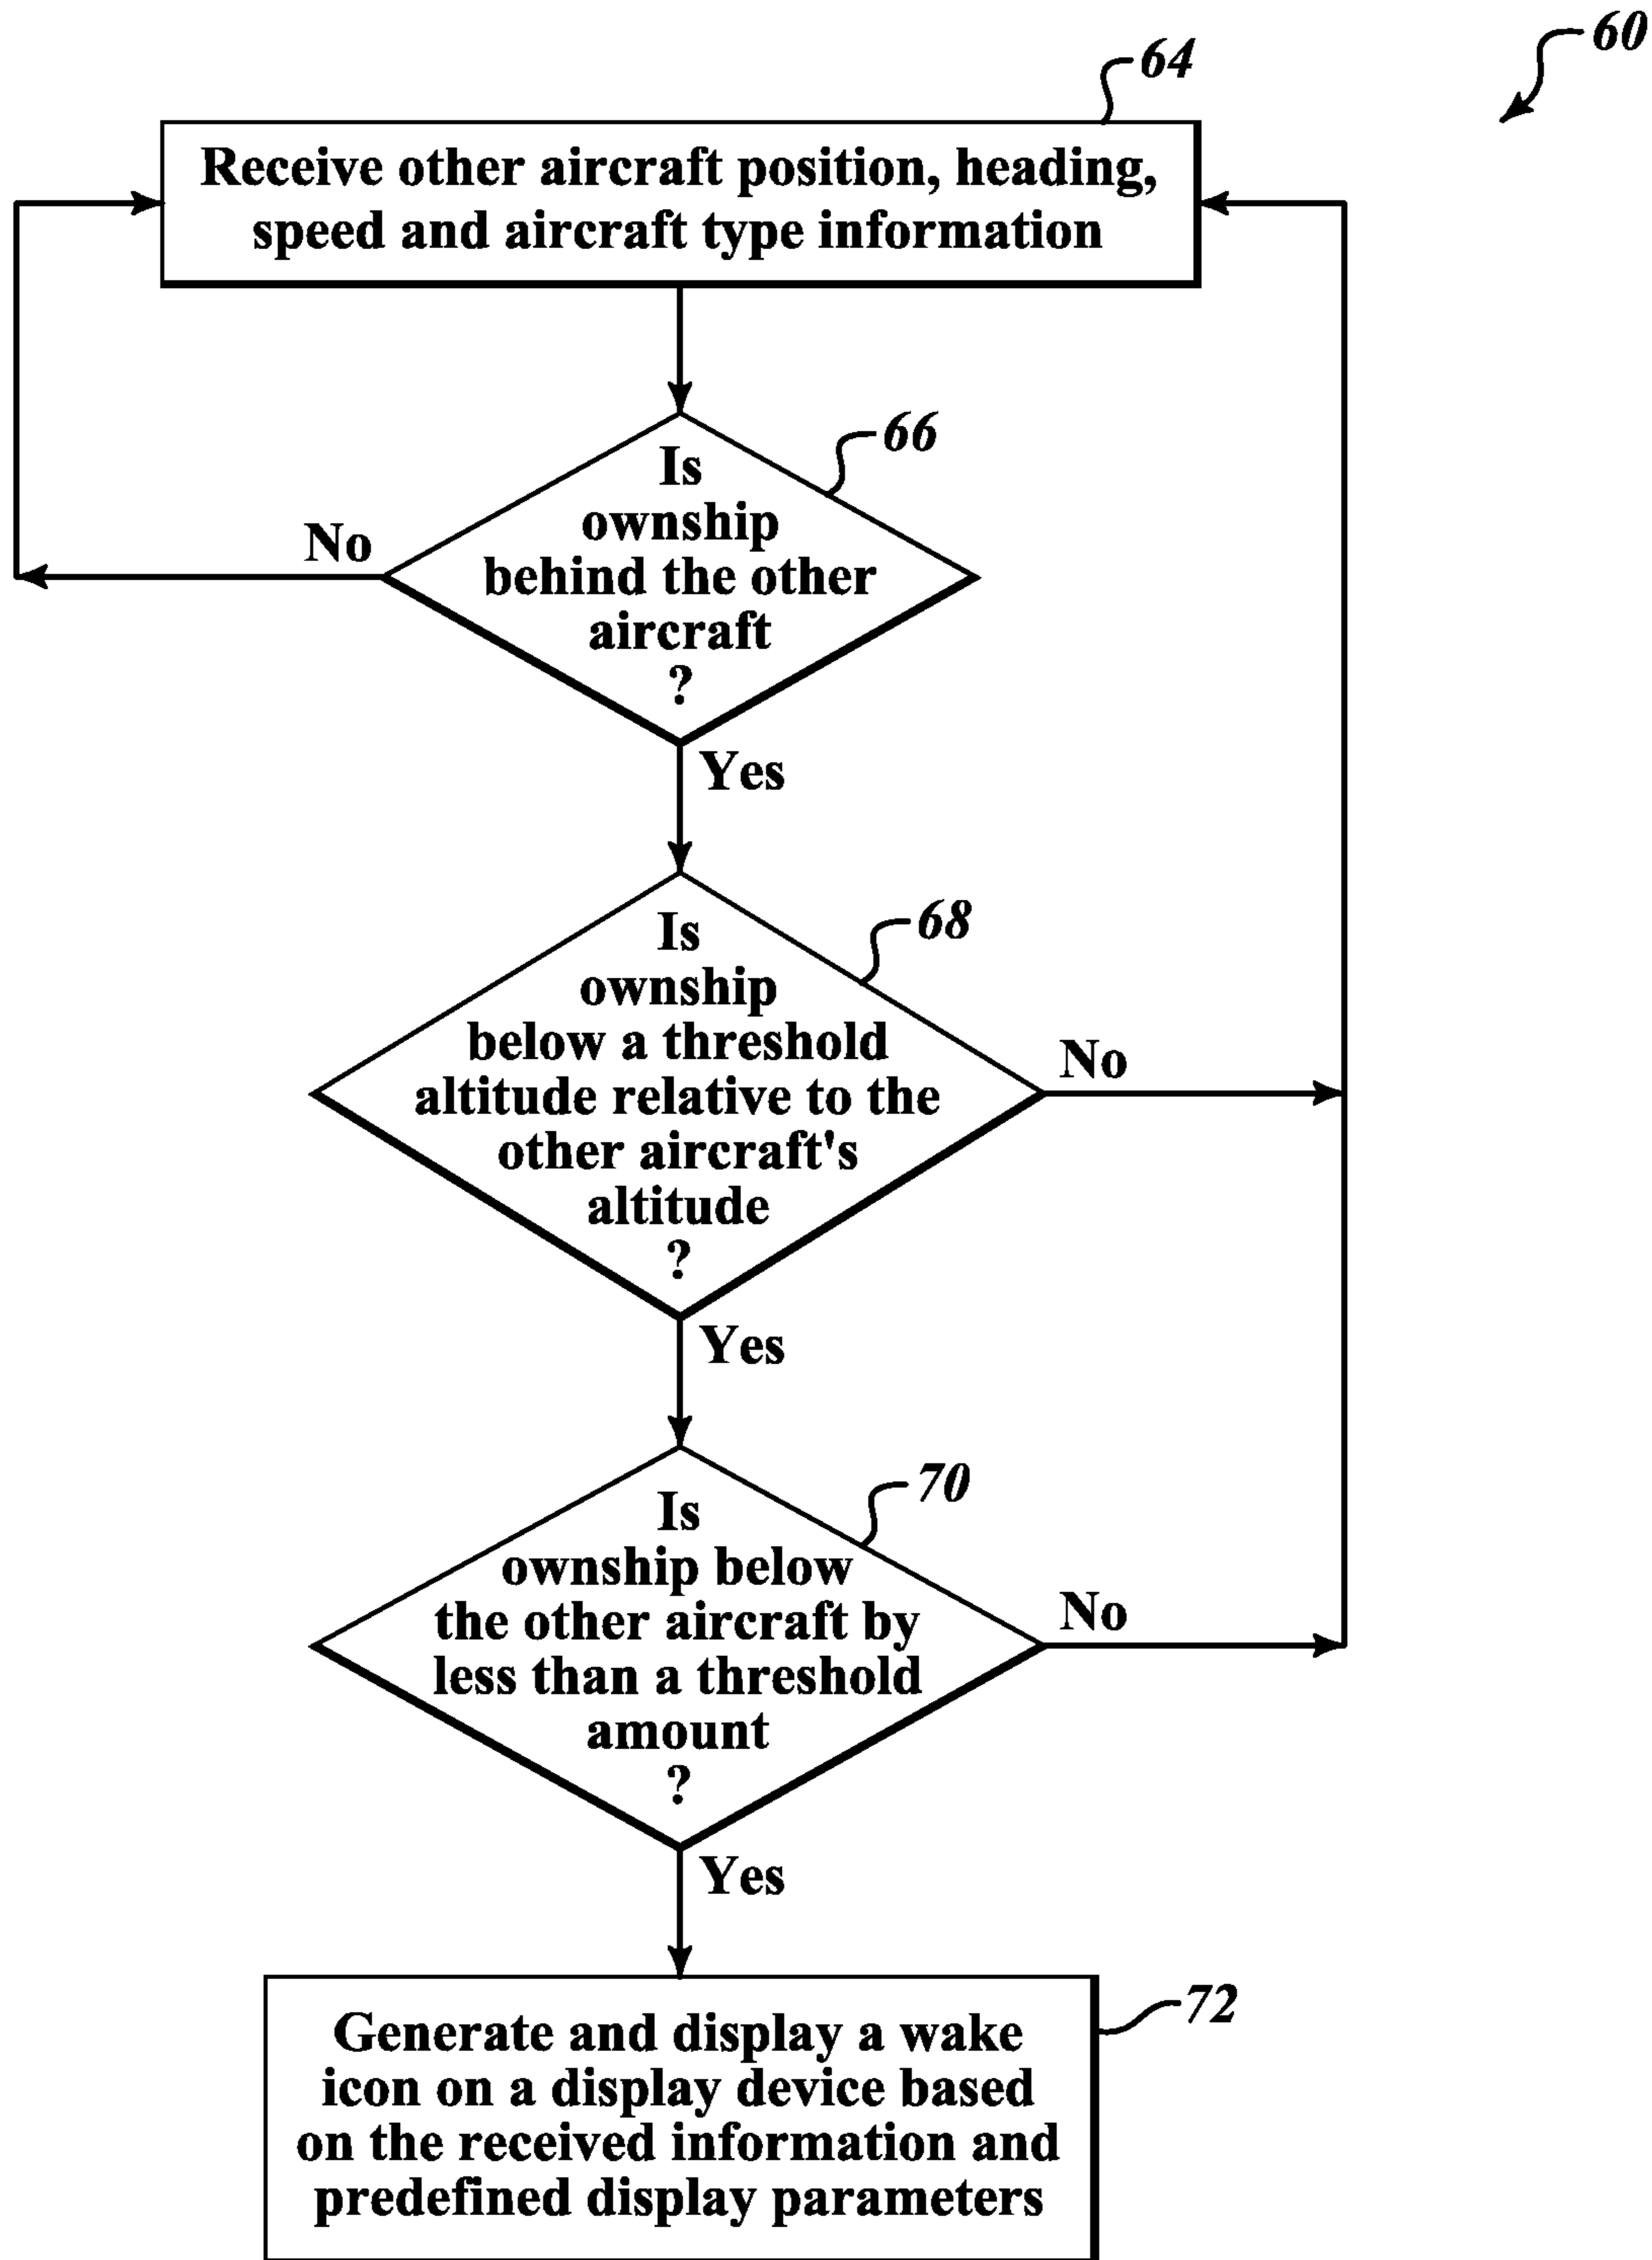 60
64
Receive other aircraft position, heading,
speed and aircraft type information
66
Is
ownship
behind the other
aircraft
?
No
Yes
68
Is
ownship
below a threshold
altitude relative to the
other aircraft's
altitude
?
No
Yes
70
Is
ownship below
the other aircraft by
less than a threshold
amount
?
No
Yes
72
Generate and display a wake
icon on a display device based
on the received information and
predefined display parameters